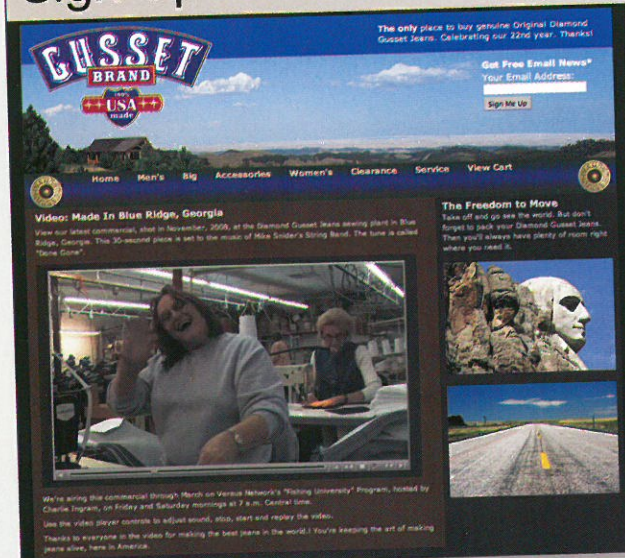 GUSSET
BRAND
100%
USA
made
The only place to buy genuine Original Diamond
Gusset Jeans. Celebrating our 22nd year. Thanks!
Get Free Email News*
Your Email Address:
Sign Me Up
Home Men's Big Accessories Women's Clearance Service View Cart
Video: Made In Blue Ridge, Georgia
View our latest commercial, shot in November, 2008, at the Diamond Gusset Jeans sewing plant in Blue
Ridge, Georgia. This 30-second piece is set to the music of Mike Snider's String Band. The tune is called
"Done Gone".
The Freedom to Move
Take off and go see the world. But don't
forget to pack your Diamond Gusset Jeans.
Then you'll always have plenty of room right
where you need it.
We're airing this commercial through March on Versus Network's "Fishing University" Program, hosted by
Charlie Ingram, on Friday and Saturday mornings at 7 a.m. Central time.
Use the video player controls to adjust sound, stop, start and replay the video.
Thanks to everyone in the video for making the best jeans in the world.! You're keeping the art of making
jeans alive, here in America.